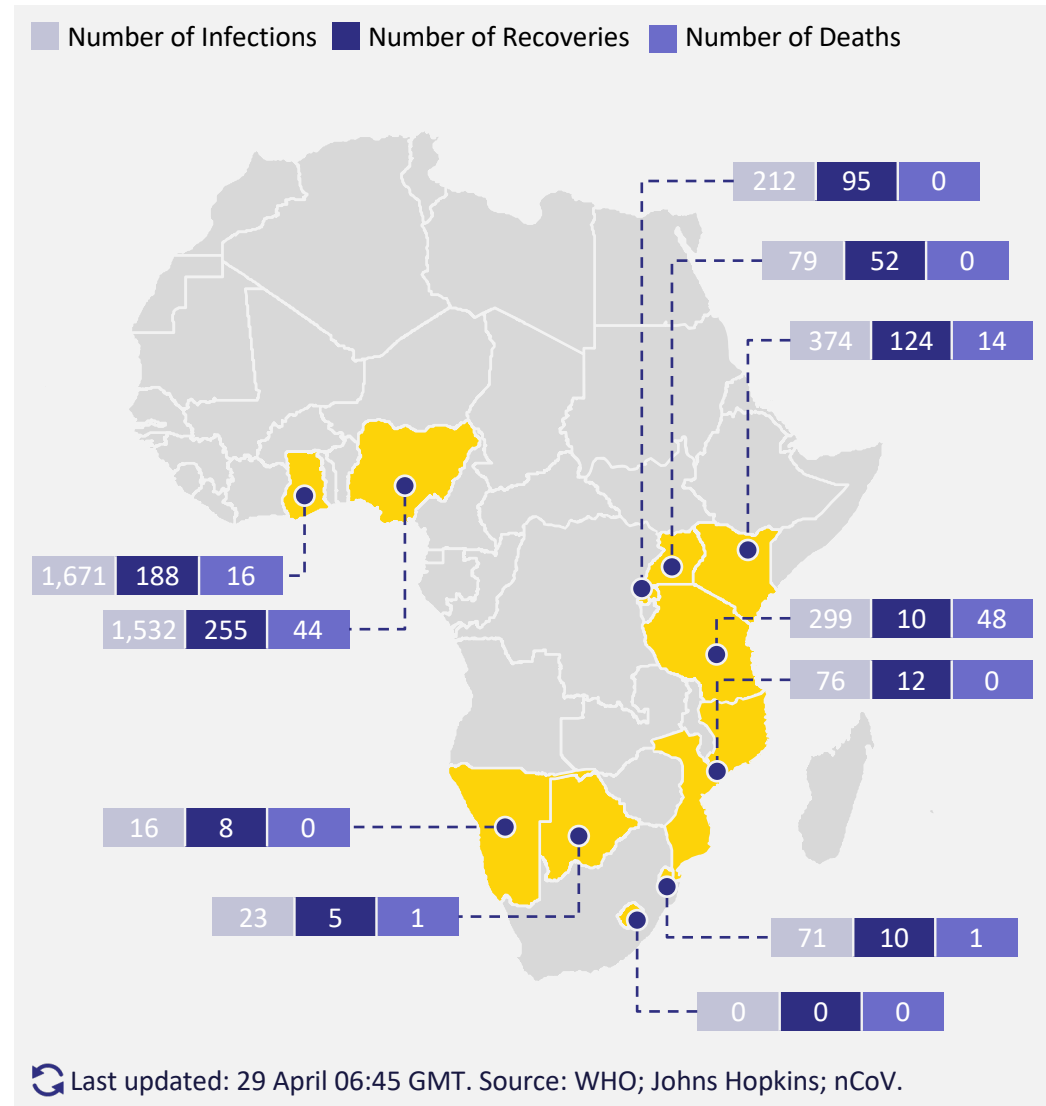 Number of Infections Number of Recoveries Number of Deaths
212 95 0
79 52 0
374 124 14
1,671 188 16
1,532 255 44
299 10 48
76 12 0
16 8 0
23 5 1
71 10 1
0 0 0
Last updated: 29 April 06:45 GMT. Source: WHO; Johns Hopkins; nCoV.